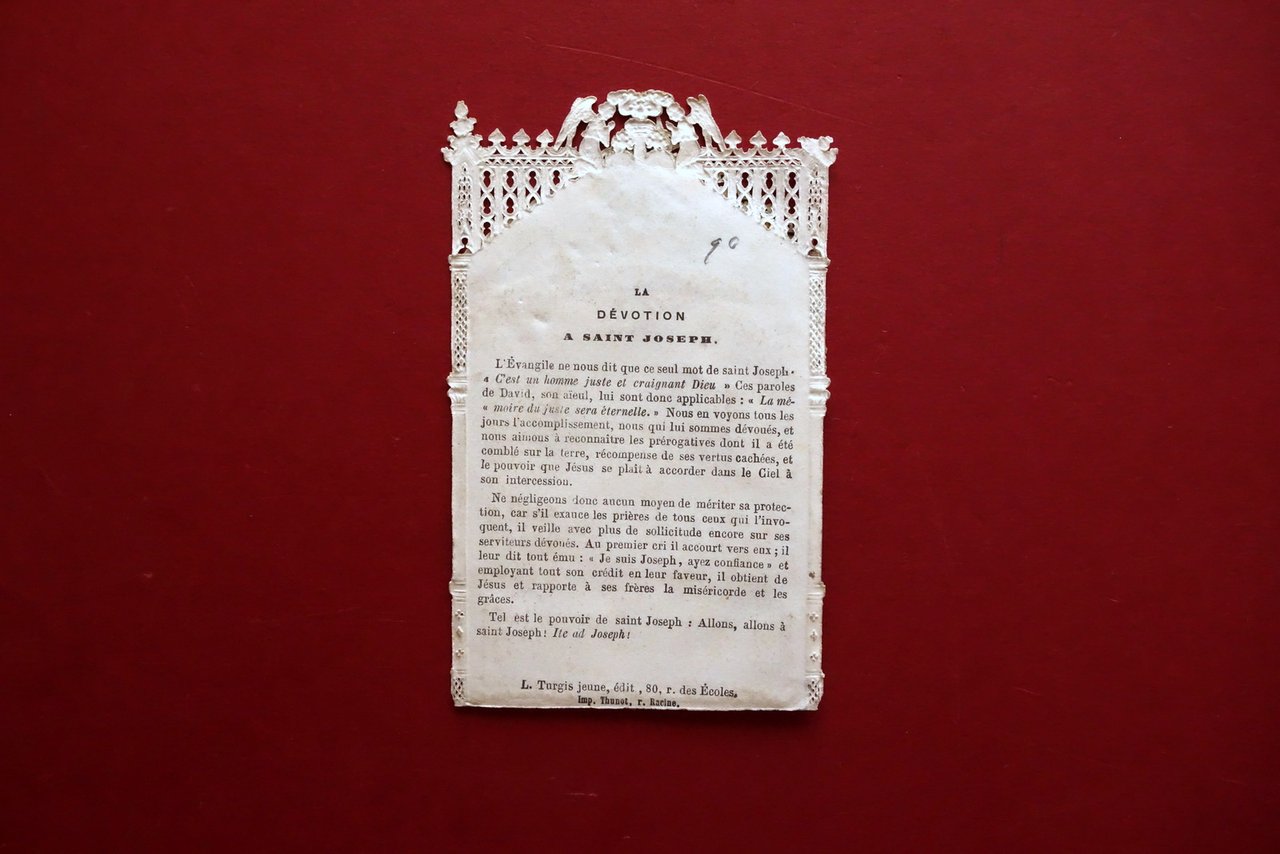 90
LA
DÉVOTION
A SAINT JOSEPH.
L'Évangile ne nous dit que ce seul mot de saint Joseph.
« C'est un homme juste et craignant Dieu » Ces paroles
de David, son aïeul, lui sont donc applicables : « La mé-
« moire du juste sera éternelle. » Nous en voyons tous les
jours l'accomplissement, nous qui lui sommes dévoués, et
nous aimons à reconnaître les prérogatives dont il a été
comblé sur la terre, récompense de ses vertus cachées, et
le pouvoir que Jésus se plaît à accorder dans le Ciel à
son intercession.
Ne négligeons donc aucun moyen de mériter sa protec-
tion, car s'il exauce les prières de tous ceux qui l'invo-
quent, il veille avec plus de sollicitude encore sur ses
serviteurs dévoués. Au premier cri il accourt vers eux ; il
leur dit tout ému : « Je suis Joseph, ayez confiance » et
employant tout son crédit en leur faveur, il obtient de
Jésus et rapporte à ses frères la miséricorde et les
grâces.
Tel est le pouvoir de saint Joseph : Allons, allons à
saint Joseph! Ite ad Joseph!
L. Turgis jeune, édit, 80, r. des Écoles.
Imp. Thunot, r. Racine.